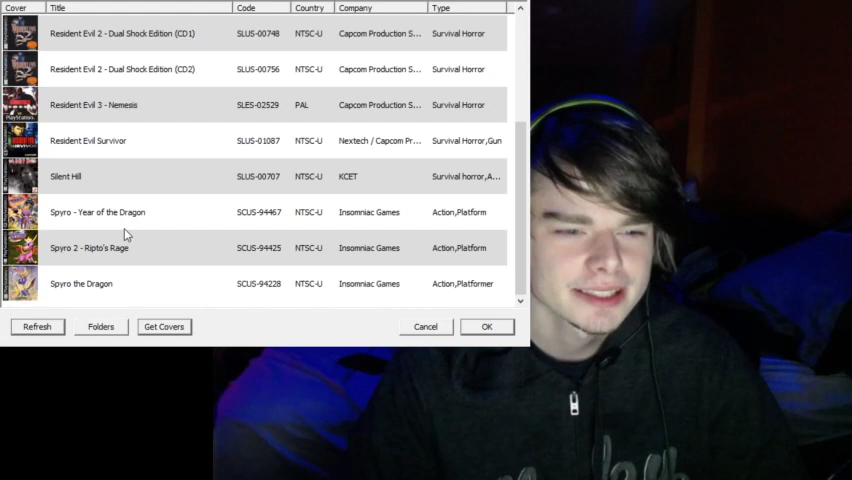 Cover Title Code Country Company Type
Resident Evil 2 - Dual Shock Edition (CD1) SLUS-00748 NTSC-U Capcom Production S... Survival Horror
Resident Evil 2 - Dual Shock Edition (CD2) SLUS-00756 NTSC-U Capcom Production S... Survival Horror
Resident Evil 3 - Nemesis SLES-02529 PAL Capcom Production S... Survival Horror
Resident Evil Survivor SLUS-01087 NTSC-U Nextech / Capcom Pr... Survival Horror,Gun
Silent Hill SLUS-00707 NTSC-U KCET Survival horror,A...
Spyro - Year of the Dragon SCUS-94467 NTSC-U Insomniac Games Action,Platform
Spyro 2 - Ripto's Rage SCUS-94425 NTSC-U Insomniac Games Action,Platform
Spyro the Dragon SCUS-94228 NTSC-U Insomniac Games Action,Platformer
Refresh Folders Get Covers Cancel OK